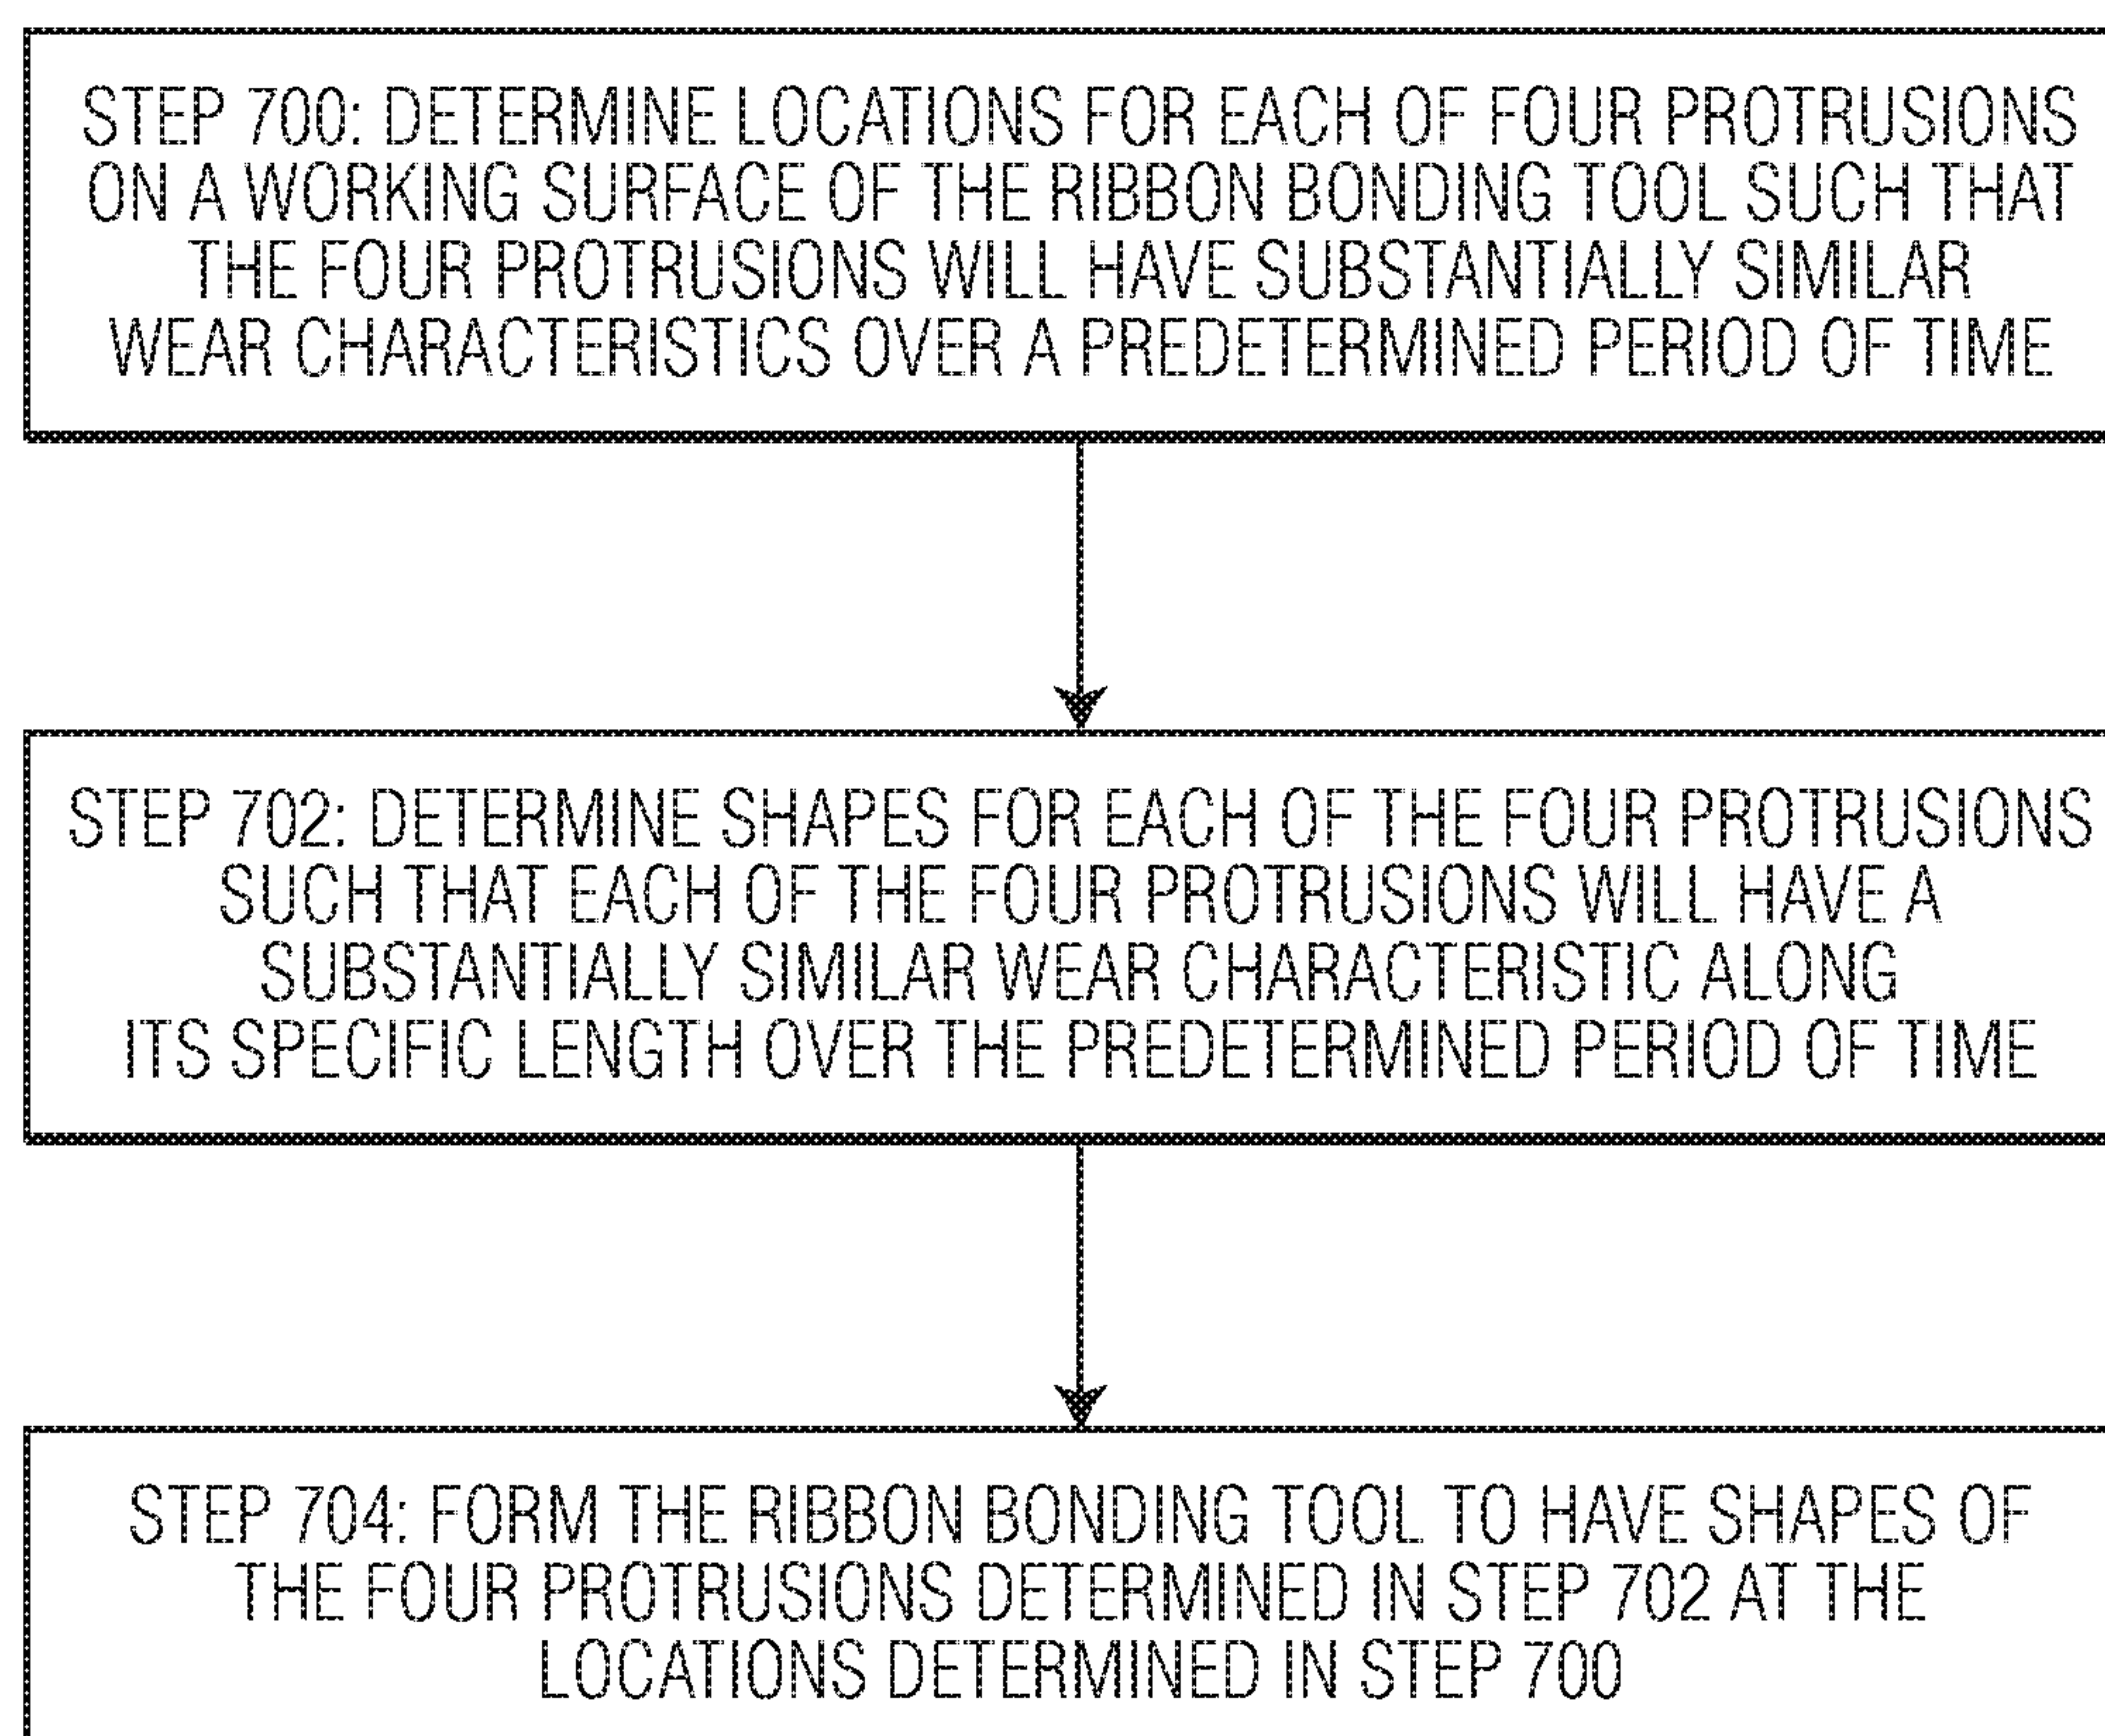 STEP 700: DETERMINE LOCATIONS FOR EACH OF FOUR PROTRUSIONS
ON A WORKING SURFACE OF THE RIBBON BONDING TOOL SUCH THAT
THE FOUR PROTRUSIONS WILL HAVE SUBSTANTIALLY SIMILAR
WEAR CHARACTERISTICS OVER A PREDETERMINED PERIOD OF TIME
STEP 702: DETERMINE SHAPES FOR EACH OF THE FOUR PROTRUSIONS
SUCH THAT EACH OF THE FOUR PROTRUSIONS WILL HAVE A
SUBSTANTIALLY SIMILAR WEAR CHARACTERISTIC ALONG
ITS SPECIFIC LENGTH OVER THE PREDETERMINED PERIOD OF TIME
STEP 704: FORM THE RIBBON BONDING TOOL TO HAVE SHAPES OF
THE FOUR PROTRUSIONS DETERMINED IN STEP 702 AT THE
LOCATIONS DETERMINED IN STEP 700